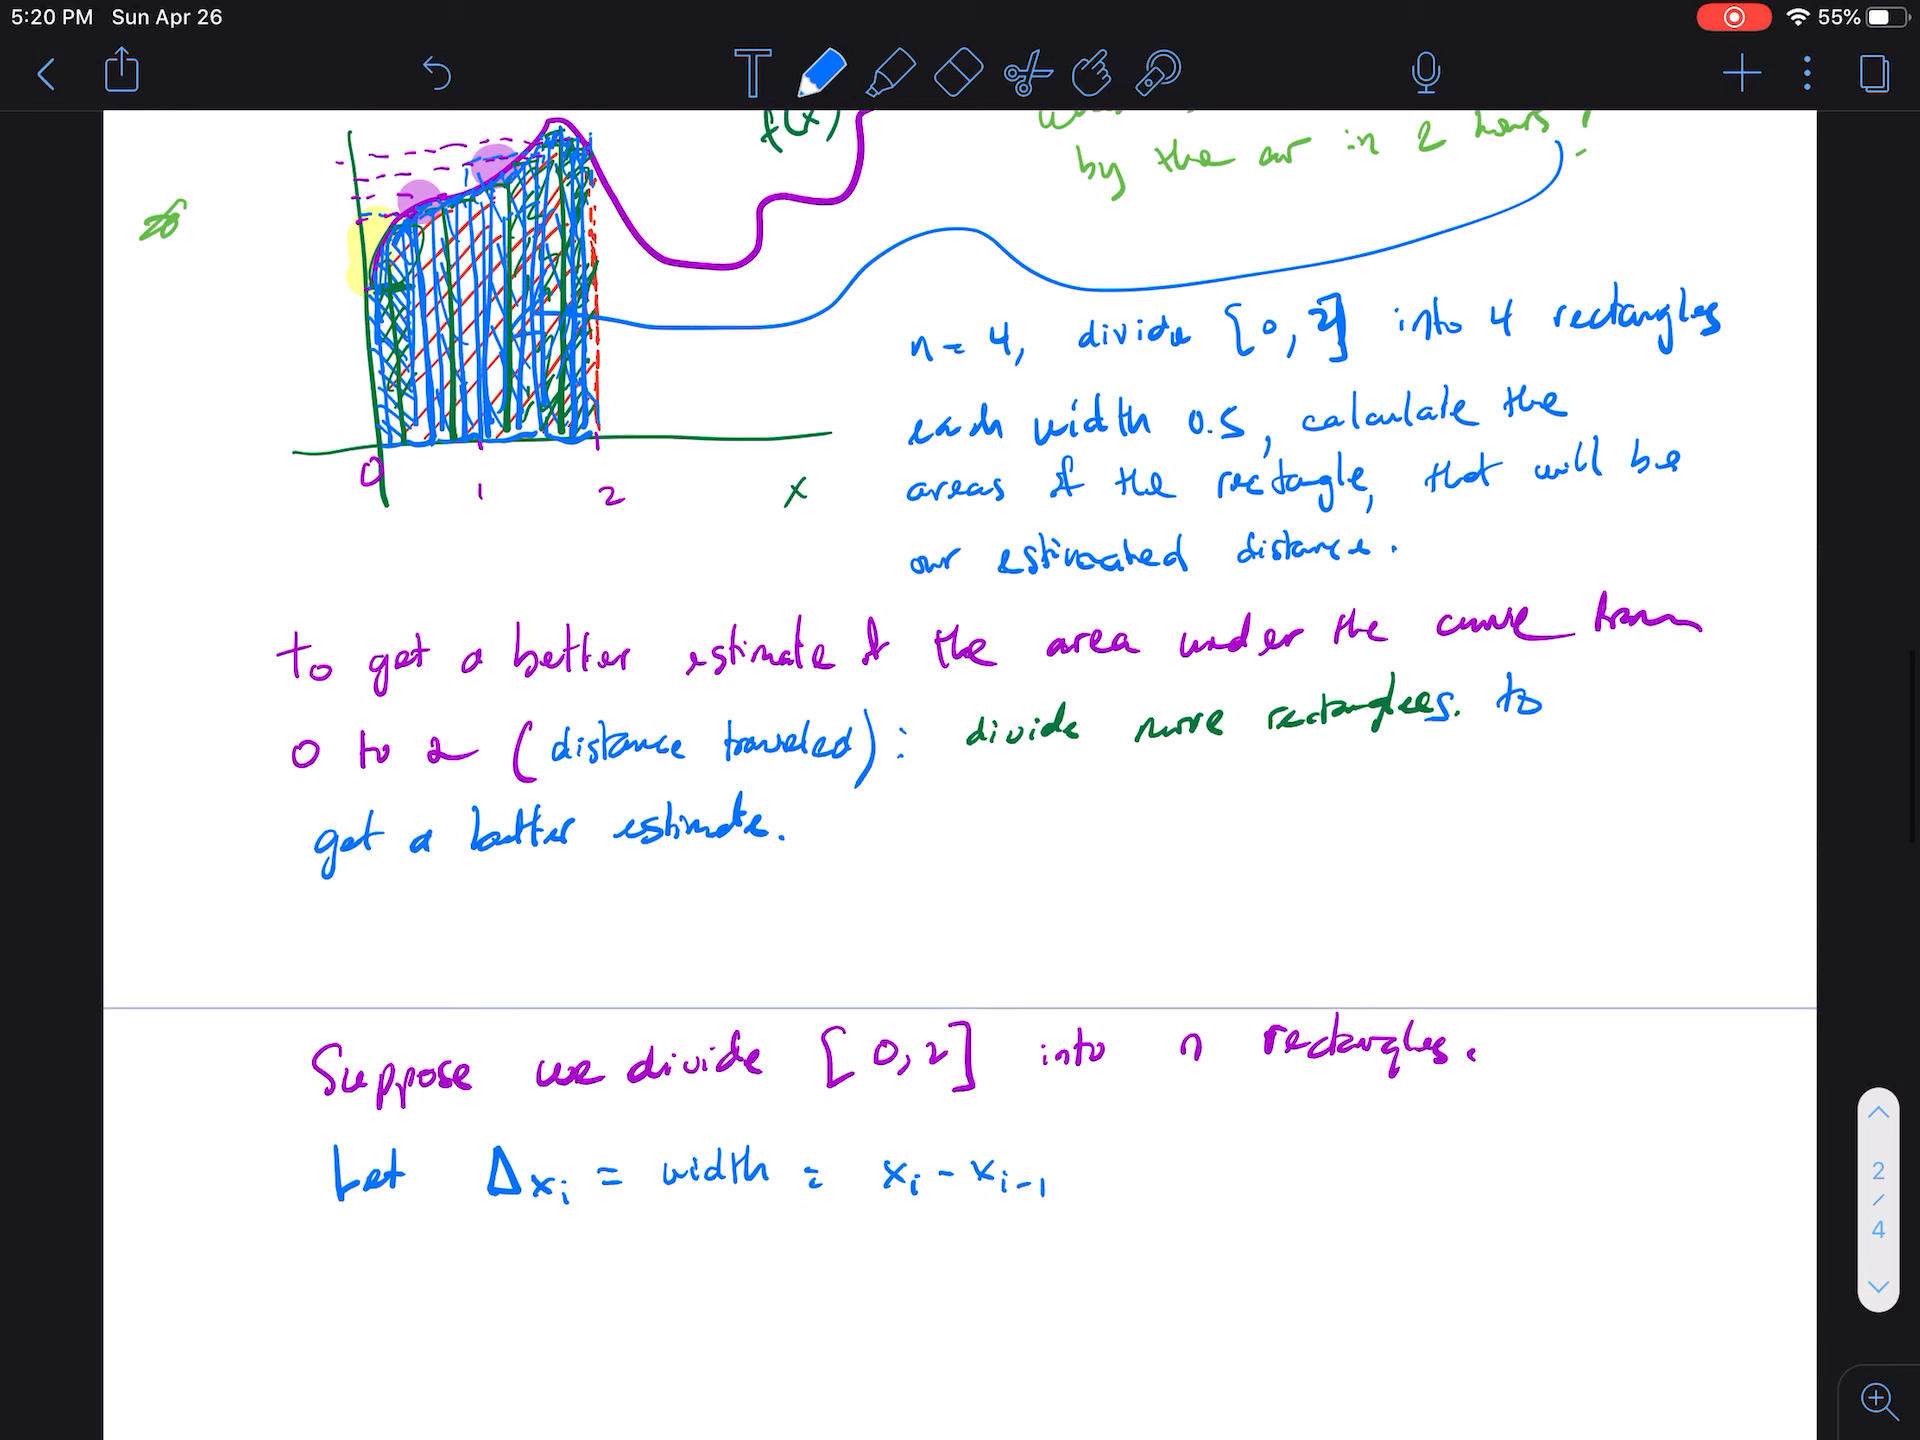 5:20 PM Sun Apr 26
55%
T
f(x)
by the car in 2 hours?
n = 4, divide [0, 2] into 4 rectangles
each width 0.5, calculate the
areas of the rectangle, that will be
our estimated distance.
0
1
2
x
to get a better estimate of the area under the curve from
0 to 2 (distance traveled): divide more rectanglees. to
get a better estimate.
Suppose we divide [0, 2] into n rectangles.
Let Δxᵢ = width = xᵢ - xᵢ₋₁
2
/
4